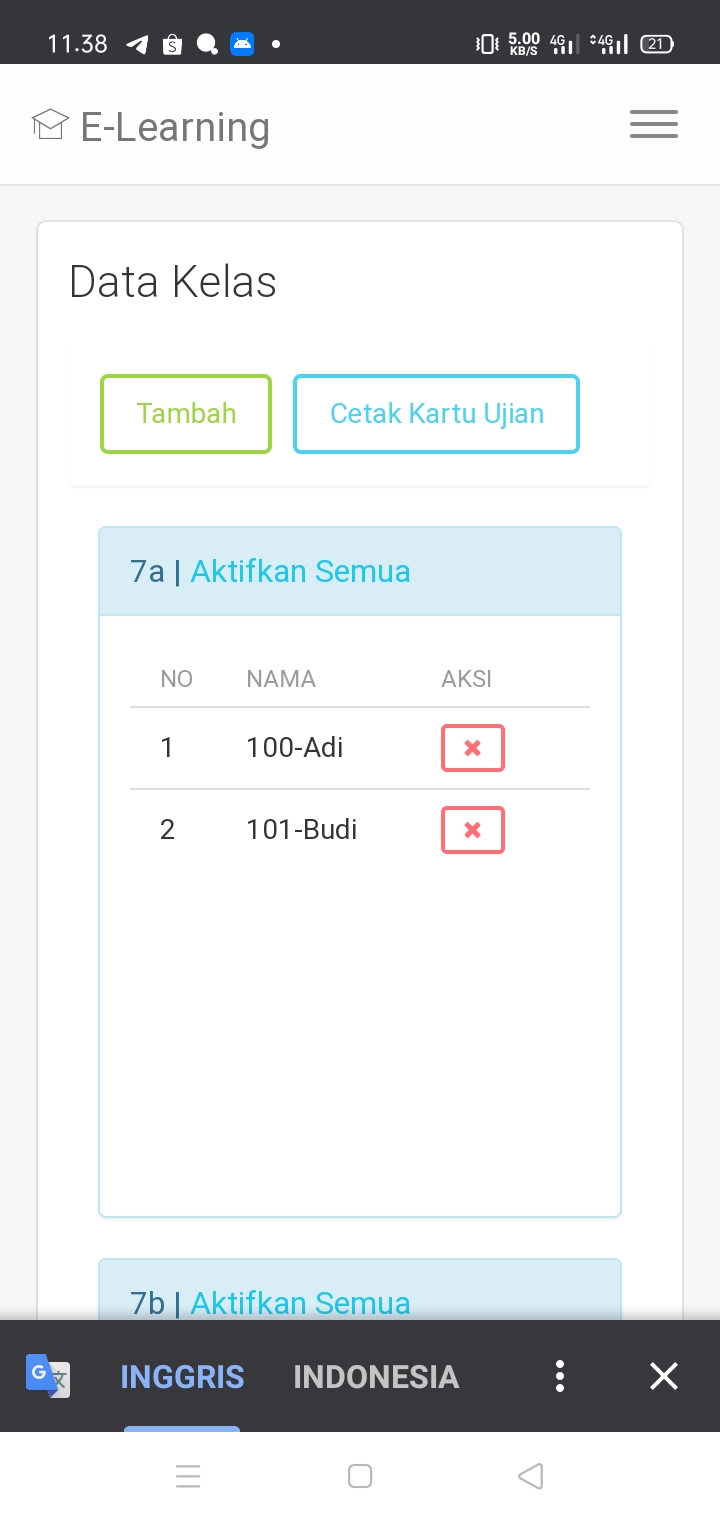 11.38
5.00
KB/S
4G
4G
21
E-Learning
Data Kelas
Tambah
Cetak Kartu Ujian
7a | Aktifkan Semua
NO NAMA AKSI
1 100-Adi
2 101-Budi
7b | Aktifkan Semua
INGGRIS INDONESIA